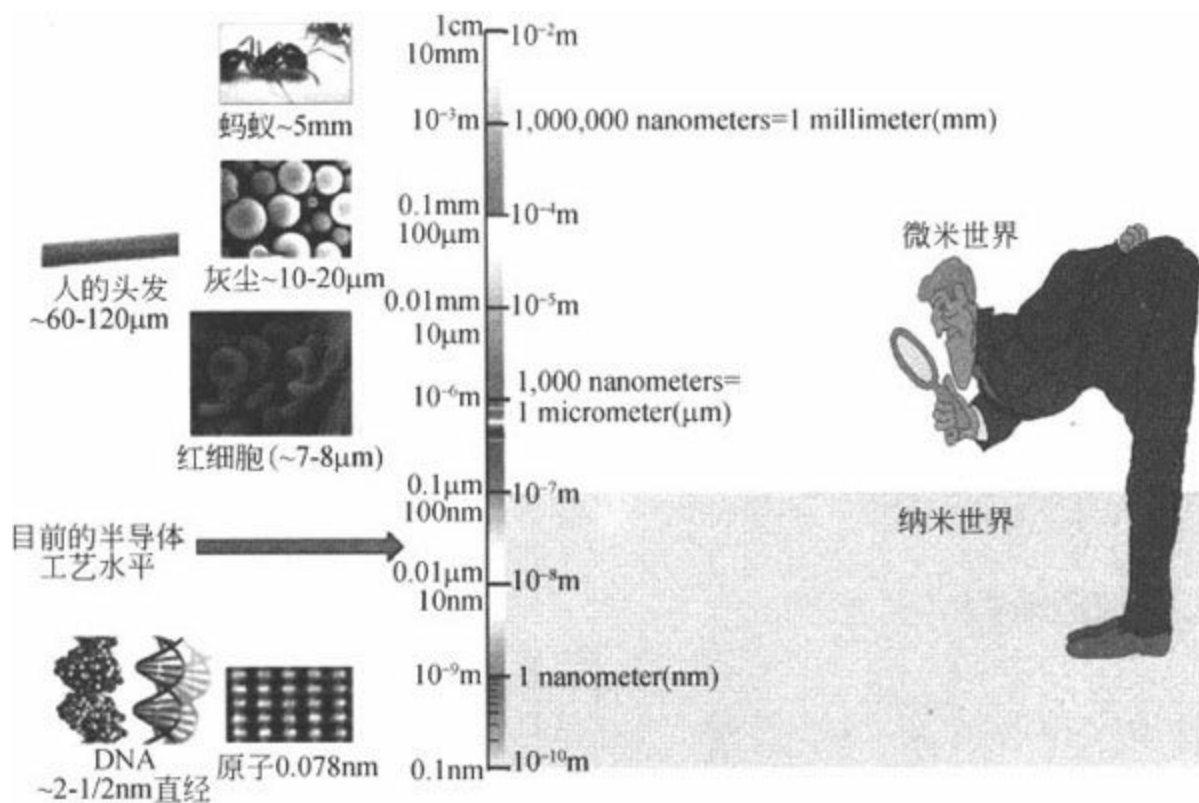 蚂蚁~5mm
人的头发
~60-120μm
灰尘~10-20μm
红细胞(~7-8μm)
目前的半导体
工艺水平
DNA
~2-1/2nm直经
原子0.078nm
1cm
10mm
10⁻²m
10⁻³m
1,000,000 nanometers=1 millimeter(mm)
0.1mm
100μm
10⁻⁴m
0.01mm
10μm
10⁻⁵m
10⁻⁶m
1,000 nanometers=
1 micrometer(μm)
0.1μm
100nm
10⁻⁷m
0.01μm
10nm
10⁻⁸m
10⁻⁹m
1 nanometer(nm)
0.1nm
10⁻¹⁰m
微米世界
纳米世界